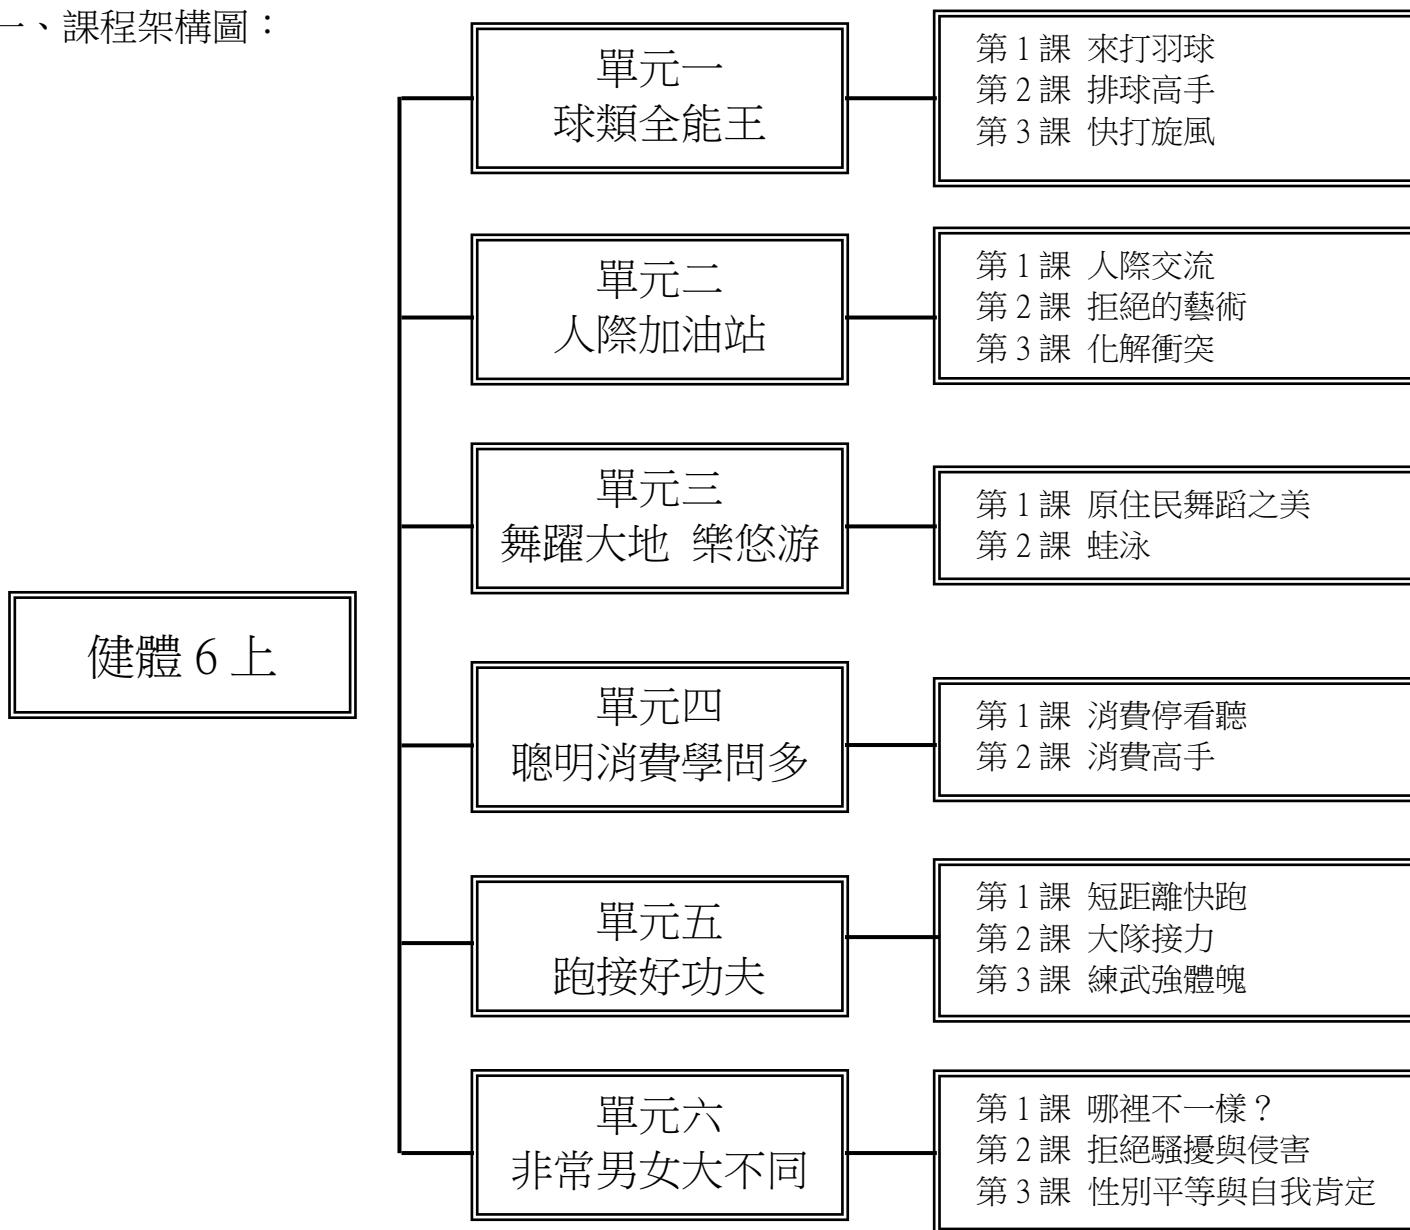 一、課程架構圖：
健體6上
單元一
球類全能王
第1課 來打羽球
第2課 排球高手
第3課 快打旋風
單元二
人際加油站
第1課 人際交流
第2課 拒絕的藝術
第3課 化解衝突
單元三
舞躍大地 樂悠游
第1課 原住民舞蹈之美
第2課 蛙泳
單元四
聰明消費學問多
第1課 消費停看聽
第2課 消費高手
單元五
跑接好功夫
第1課 短距離快跑
第2課 大隊接力
第3課 練武強體魄
單元六
非常男女大不同
第1課 哪裡不一樣？
第2課 拒絕騷擾與侵害
第3課 性別平等與自我肯定